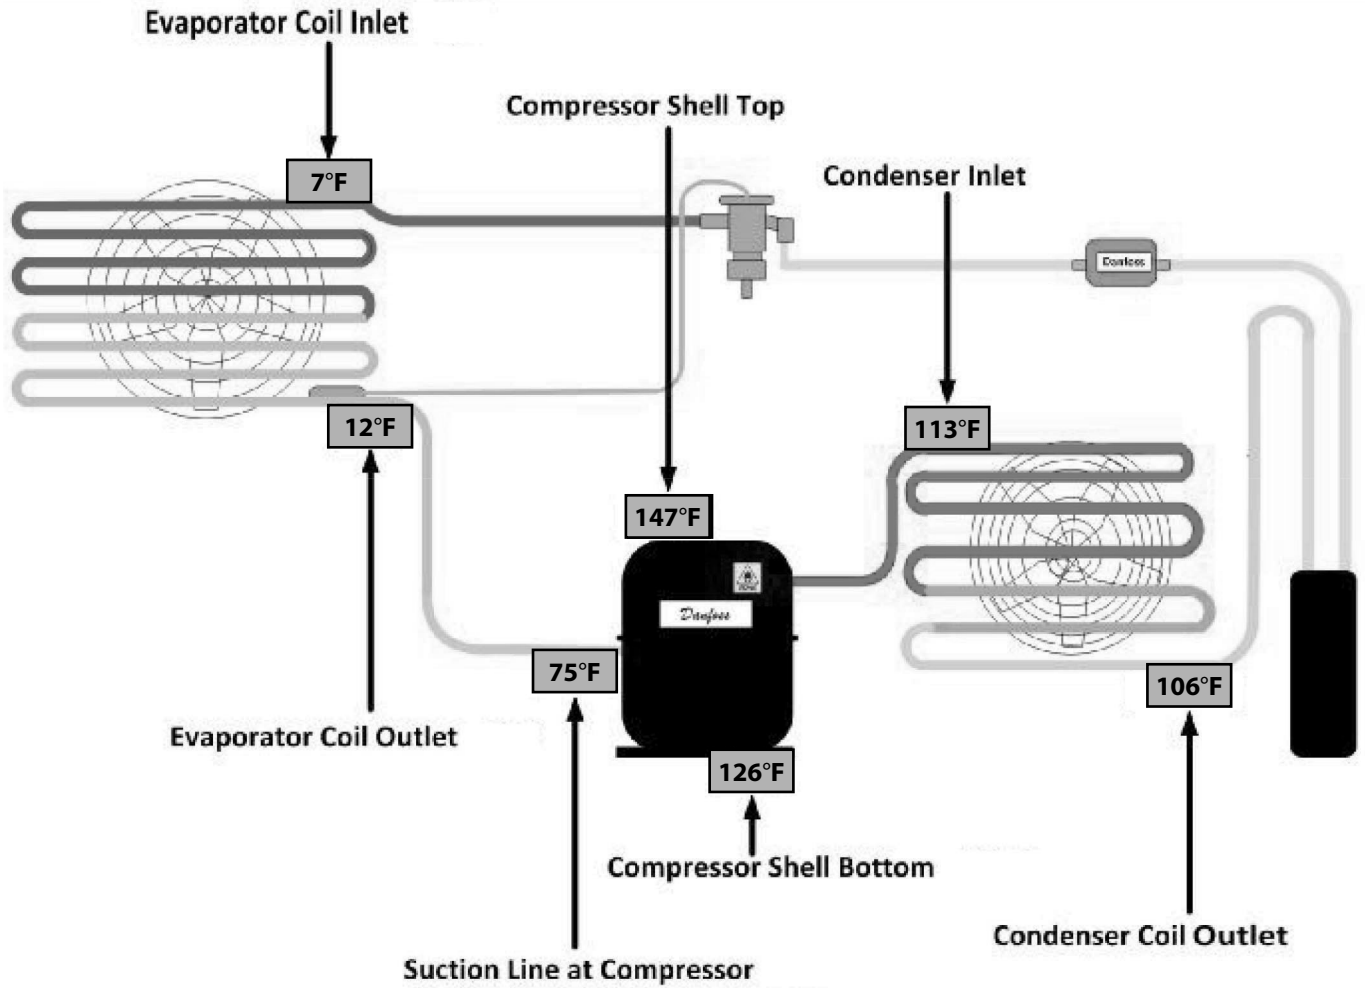 Evaporator Coil Inlet
7°F
Compressor Shell Top
Condenser Inlet
Danfoss
12°F
113°F
147°F
Danfoss
75°F
106°F
Evaporator Coil Outlet
126°F
Compressor Shell Bottom
Condenser Coil Outlet
Suction Line at Compressor